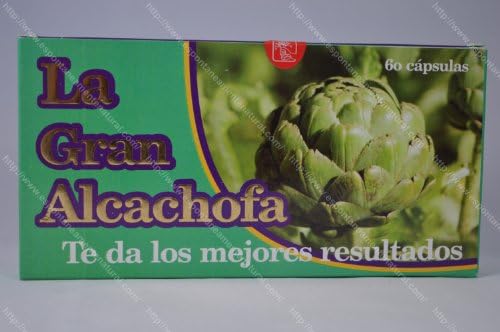 La
Gran
Alcachofa
60 cápsulas
Te da los mejores resultados